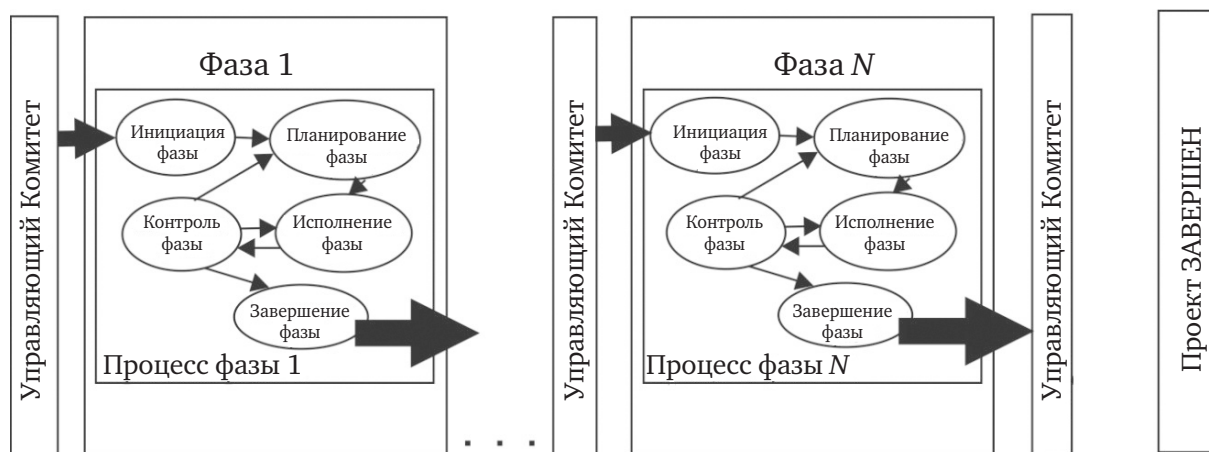 Управляющий Комитет
Фаза 1
Инициация
фазы
Планирование
фазы
Контроль
фазы
Исполнение
фазы
Завершение
фазы
Процесс фазы 1
. . .
Управляющий Комитет
Фаза N
Инициация
фазы
Планирование
фазы
Контроль
фазы
Исполнение
фазы
Завершение
фазы
Процесс фазы N
Управляющий Комитет
Проект ЗАВЕРШЕН